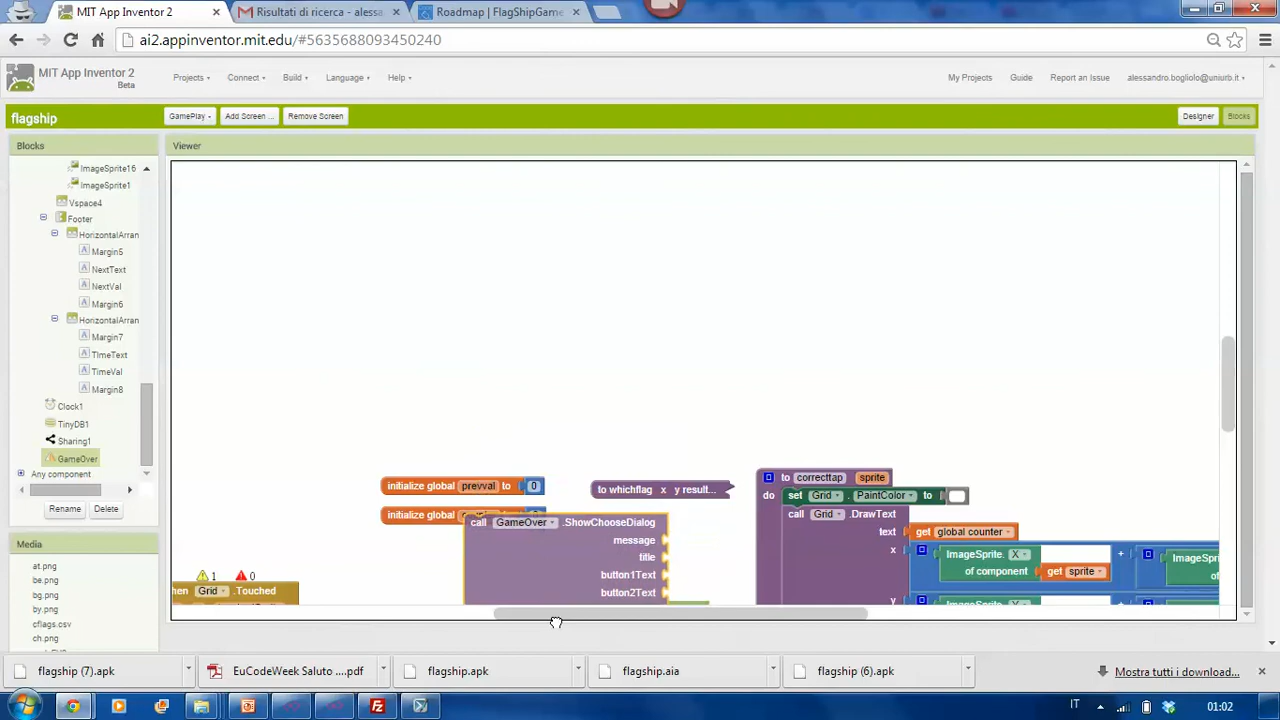 MIT App Inventor 2
Risultati di ricerca - alessa
Roadmap | FlagShipGame
ai2.appinventor.mit.edu/#5635688093450240
MIT App Inventor 2
Beta
Projects
Connect
Build
Language
Help
My Projects
Guide
Report an Issue
alessandro.bogliolo@uniurb.it
flagship
GamePlay
Add Screen ...
Remove Screen
Designer
Blocks
Blocks
Viewer
ImageSprite16
ImageSprite1
Vspace4
Footer
HorizontalArran
Margin5
NextText
NextVal
Margin6
HorizontalArran
Margin7
TImeText
TimeVal
Margin8
Clock1
TinyDB1
Sharing1
GameOver
Any component
Rename
Delete
Media
at.png
be.png
bg.png
by.png
cflags.csv
ch.png
initialize global prevval to 0
initialize global
to whichflag x y result...
call GameOver .ShowChooseDialog
message
title
button1Text
button2Text
to correcttap sprite
do set Grid . PaintColor to
call Grid .DrawText
text get global counter
x ImageSprite. X +
of component get sprite
y
1 0
Grid .Touched
flagship (7).apk
EuCodeWeek Saluto ....pdf
flagship.apk
flagship.aia
flagship (6).apk
Mostra tutti i download...
IT
01:02